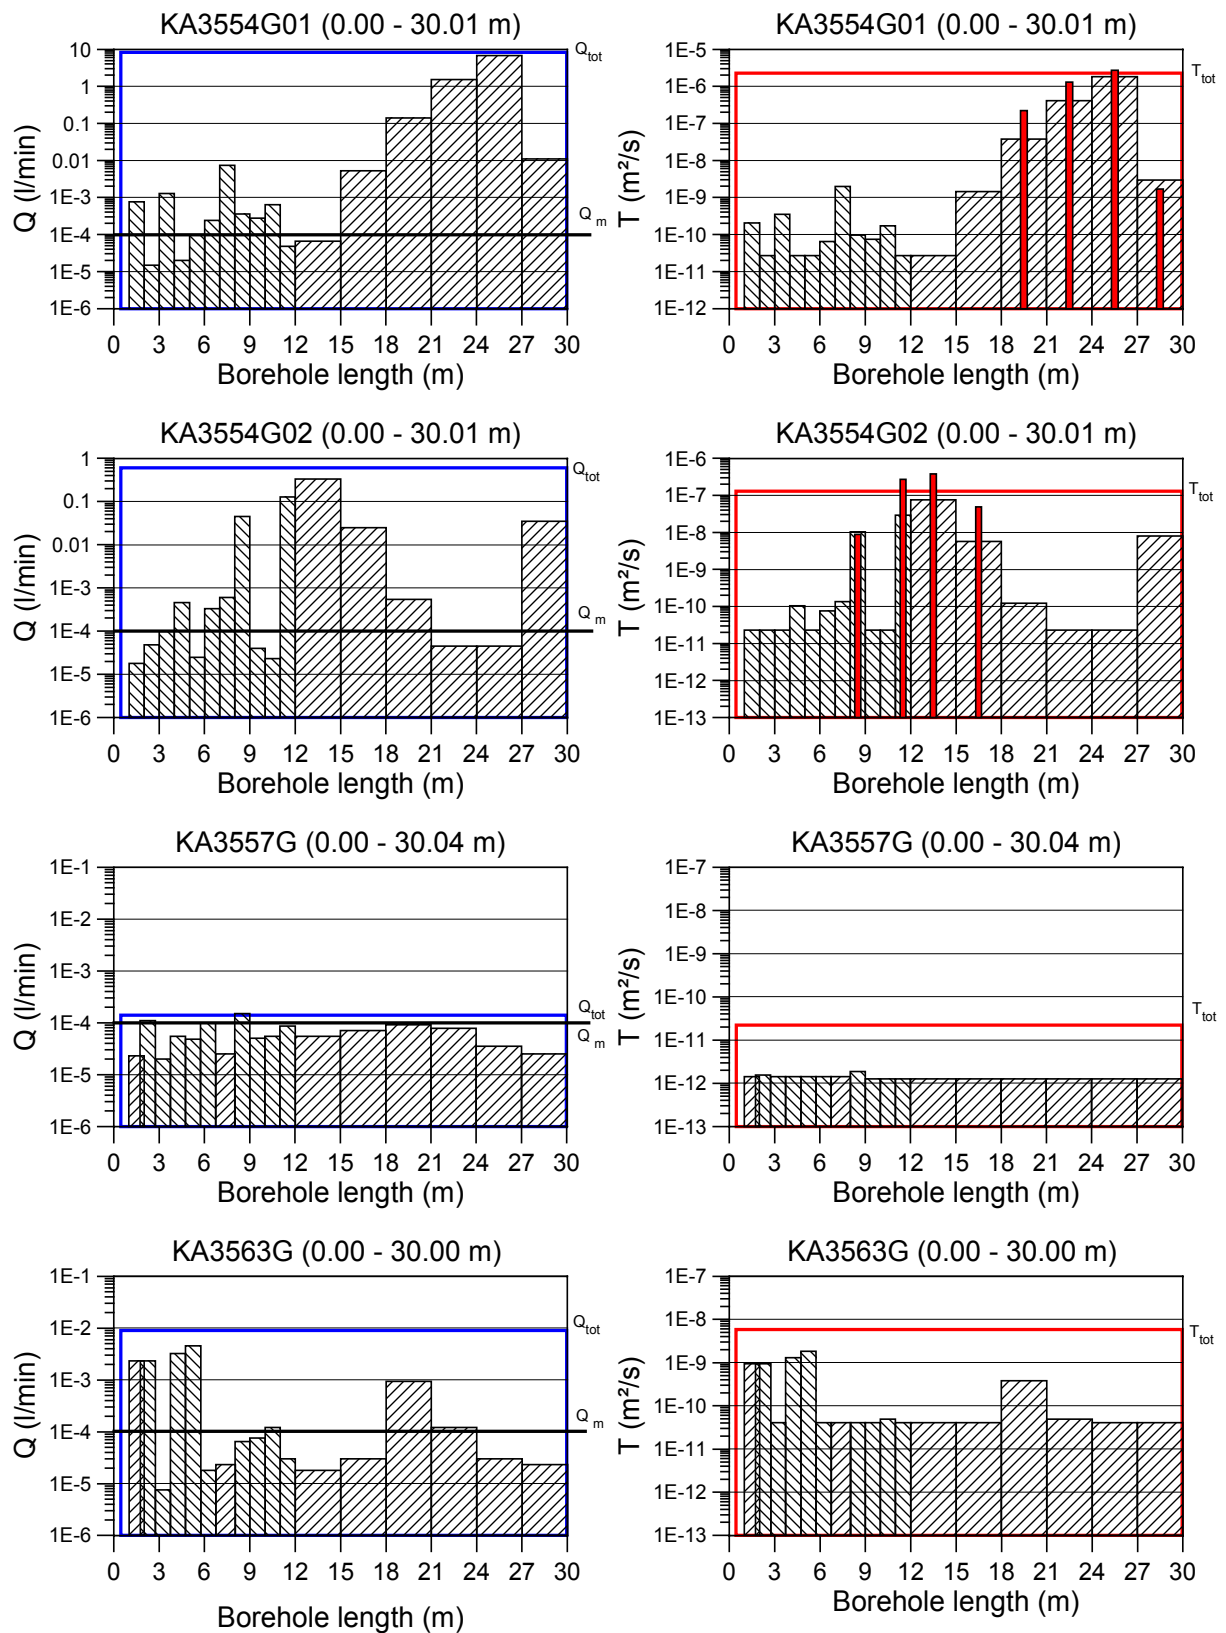 KA3554G01 (0.00 - 30.01 m)
Q (l/min)
10
1
0.1
0.01
1E-3
1E-4
1E-5
1E-6
Qtot
Q m
0 3 6 9 12 15 18 21 24 27 30
Borehole length (m)
KA3554G01 (0.00 - 30.01 m)
T (m²/s)
1E-5
1E-6
1E-7
1E-8
1E-9
1E-10
1E-11
1E-12
Ttot
0 3 6 9 12 15 18 21 24 27 30
Borehole length (m)
KA3554G02 (0.00 - 30.01 m)
Q (l/min)
1
0.1
0.01
1E-3
1E-4
1E-5
1E-6
Qtot
Q m
0 3 6 9 12 15 18 21 24 27 30
Borehole length (m)
KA3554G02 (0.00 - 30.01 m)
T (m²/s)
1E-6
1E-7
1E-8
1E-9
1E-10
1E-11
1E-12
1E-13
Ttot
0 3 6 9 12 15 18 21 24 27 30
Borehole length (m)
KA3557G (0.00 - 30.04 m)
Q (l/min)
1E-1
1E-2
1E-3
1E-4
1E-5
1E-6
Qtot
Q m
0 3 6 9 12 15 18 21 24 27 30
Borehole length (m)
KA3557G (0.00 - 30.04 m)
T (m²/s)
1E-7
1E-8
1E-9
1E-10
1E-11
1E-12
1E-13
Ttot
0 3 6 9 12 15 18 21 24 27 30
Borehole length (m)
KA3563G (0.00 - 30.00 m)
Q (l/min)
1E-1
1E-2
1E-3
1E-4
1E-5
1E-6
Qtot
Q m
0 3 6 9 12 15 18 21 24 27 30
Borehole length (m)
KA3563G (0.00 - 30.00 m)
T (m²/s)
1E-7
1E-8
1E-9
1E-10
1E-11
1E-12
1E-13
Ttot
0 3 6 9 12 15 18 21 24 27 30
Borehole length (m)